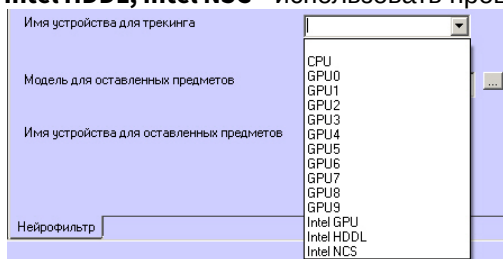 Intel HDDL, Intel NCS - использовать
Имя устройства для трекинга
CPU
GPU0
Модель для оставленных предметов
...
GPU1
GPU2
GPU3
Имя устройства для оставленных предметов
GPU4
GPU5
GPU6
GPU7
GPU8
GPU9
Нейрофильтр
Intel GPU
Intel HDDL
Intel NCS